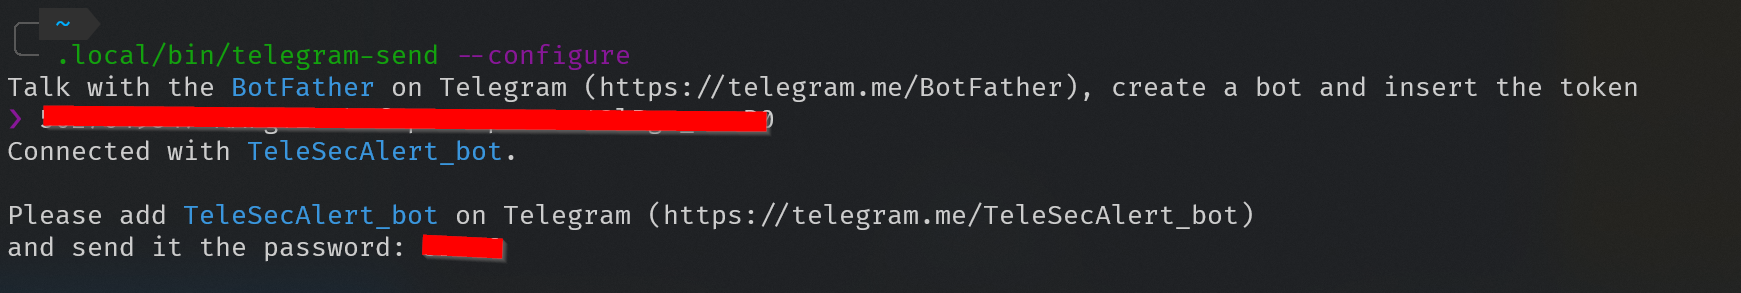 ~
.local/bin/telegram-send --configure
Talk with the BotFather on Telegram (https://telegram.me/BotFather), create a bot and insert the token
❯
Connected with TeleSecAlert_bot.
Please add TeleSecAlert_bot on Telegram (https://telegram.me/TeleSecAlert_bot)
and send it the password: